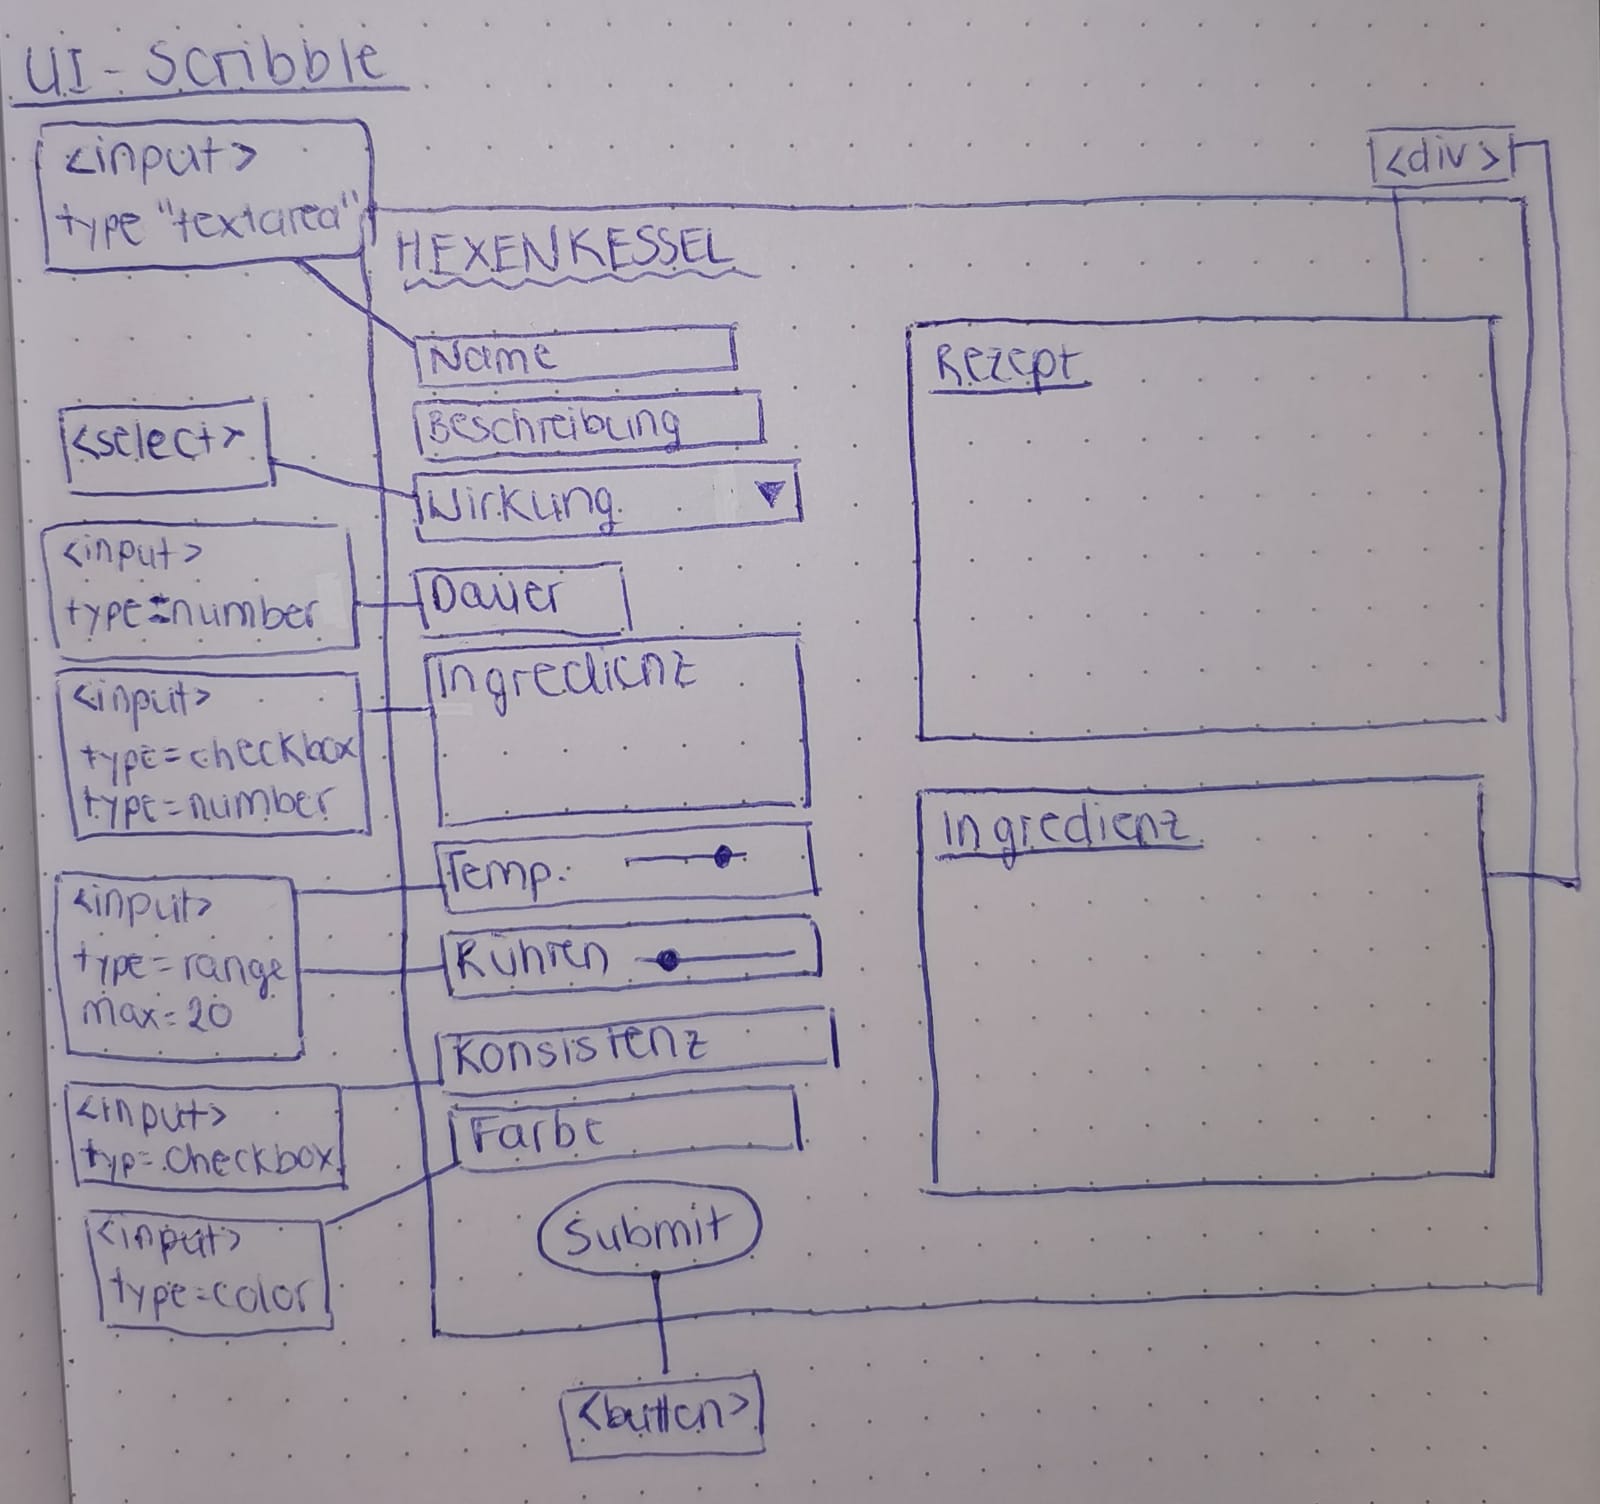 UI - Scribble
<input>
type "textarea"
<div>
HEXENKESSEL
Name
Rezept
Beschreibung
<select>
Wirkung
<input>
type=number
Dauer
Ingredienz
<input>
type=checkbox
type=number
Ingredienz
Temp.
<input>
type=range
max=20
Rühren
Konsistenz
<input>
typ=checkbox
Farbe
<input>
type=color
Submit
<button>